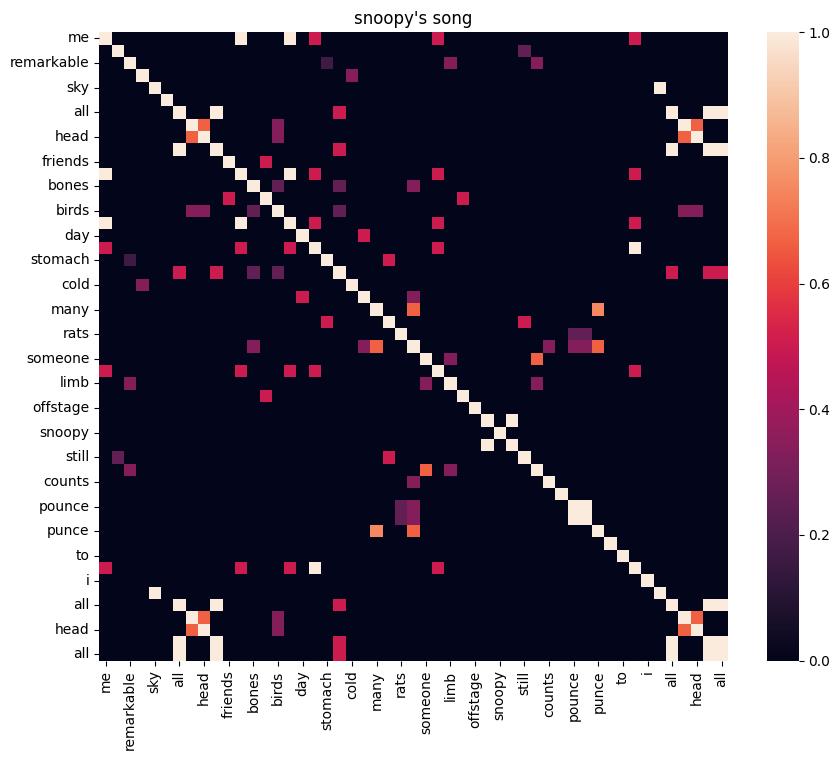 snoopy's song
me
remarkable
sky
all
head
friends
bones
birds
day
stomach
cold
many
rats
someone
limb
offstage
snoopy
still
counts
pounce
punce
to
i
all
head
all
1.0
0.8
0.6
0.4
0.2
0.0
me
remarkable
sky
all
head
friends
bones
birds
day
stomach
cold
many
rats
someone
limb
offstage
snoopy
still
counts
pounce
punce
to
i
all
head
all